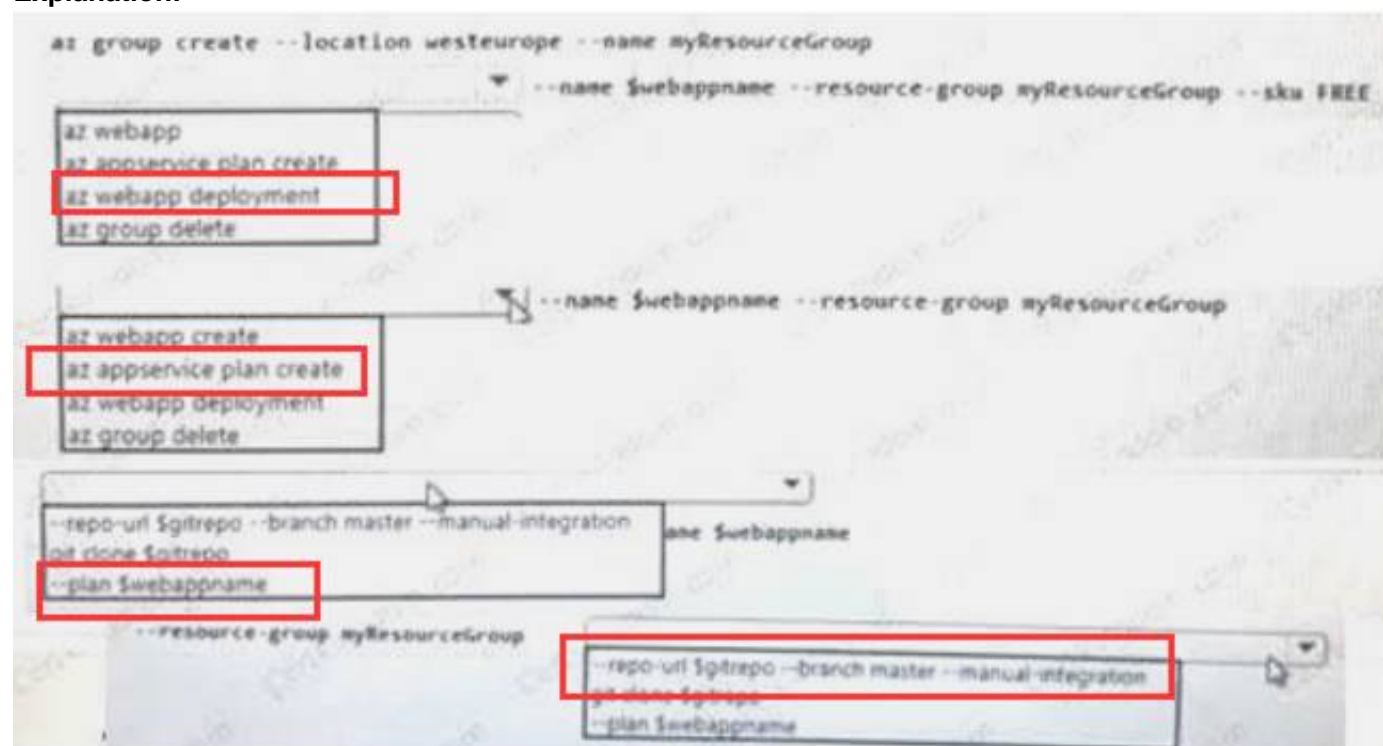 Explanation:
az group create --location westeurope --name myResourceGroup
--name $webappname --resource-group myResourceGroup --sku FREE
az webapp
az appservice plan create
az webapp deployment
az group delete
--name $webappname --resource-group myResourceGroup
az webapp create
az appservice plan create
az webapp deployment
az group delete
--repo-url $gitrepo --branch master --manual-integration
git clone $gitrepo
ame $webappname
--plan $webappname
--resource-group myResourceGroup
--repo-url $gitrepo --branch master --manual-integration
git clone $gitrepo
--plan $webappname